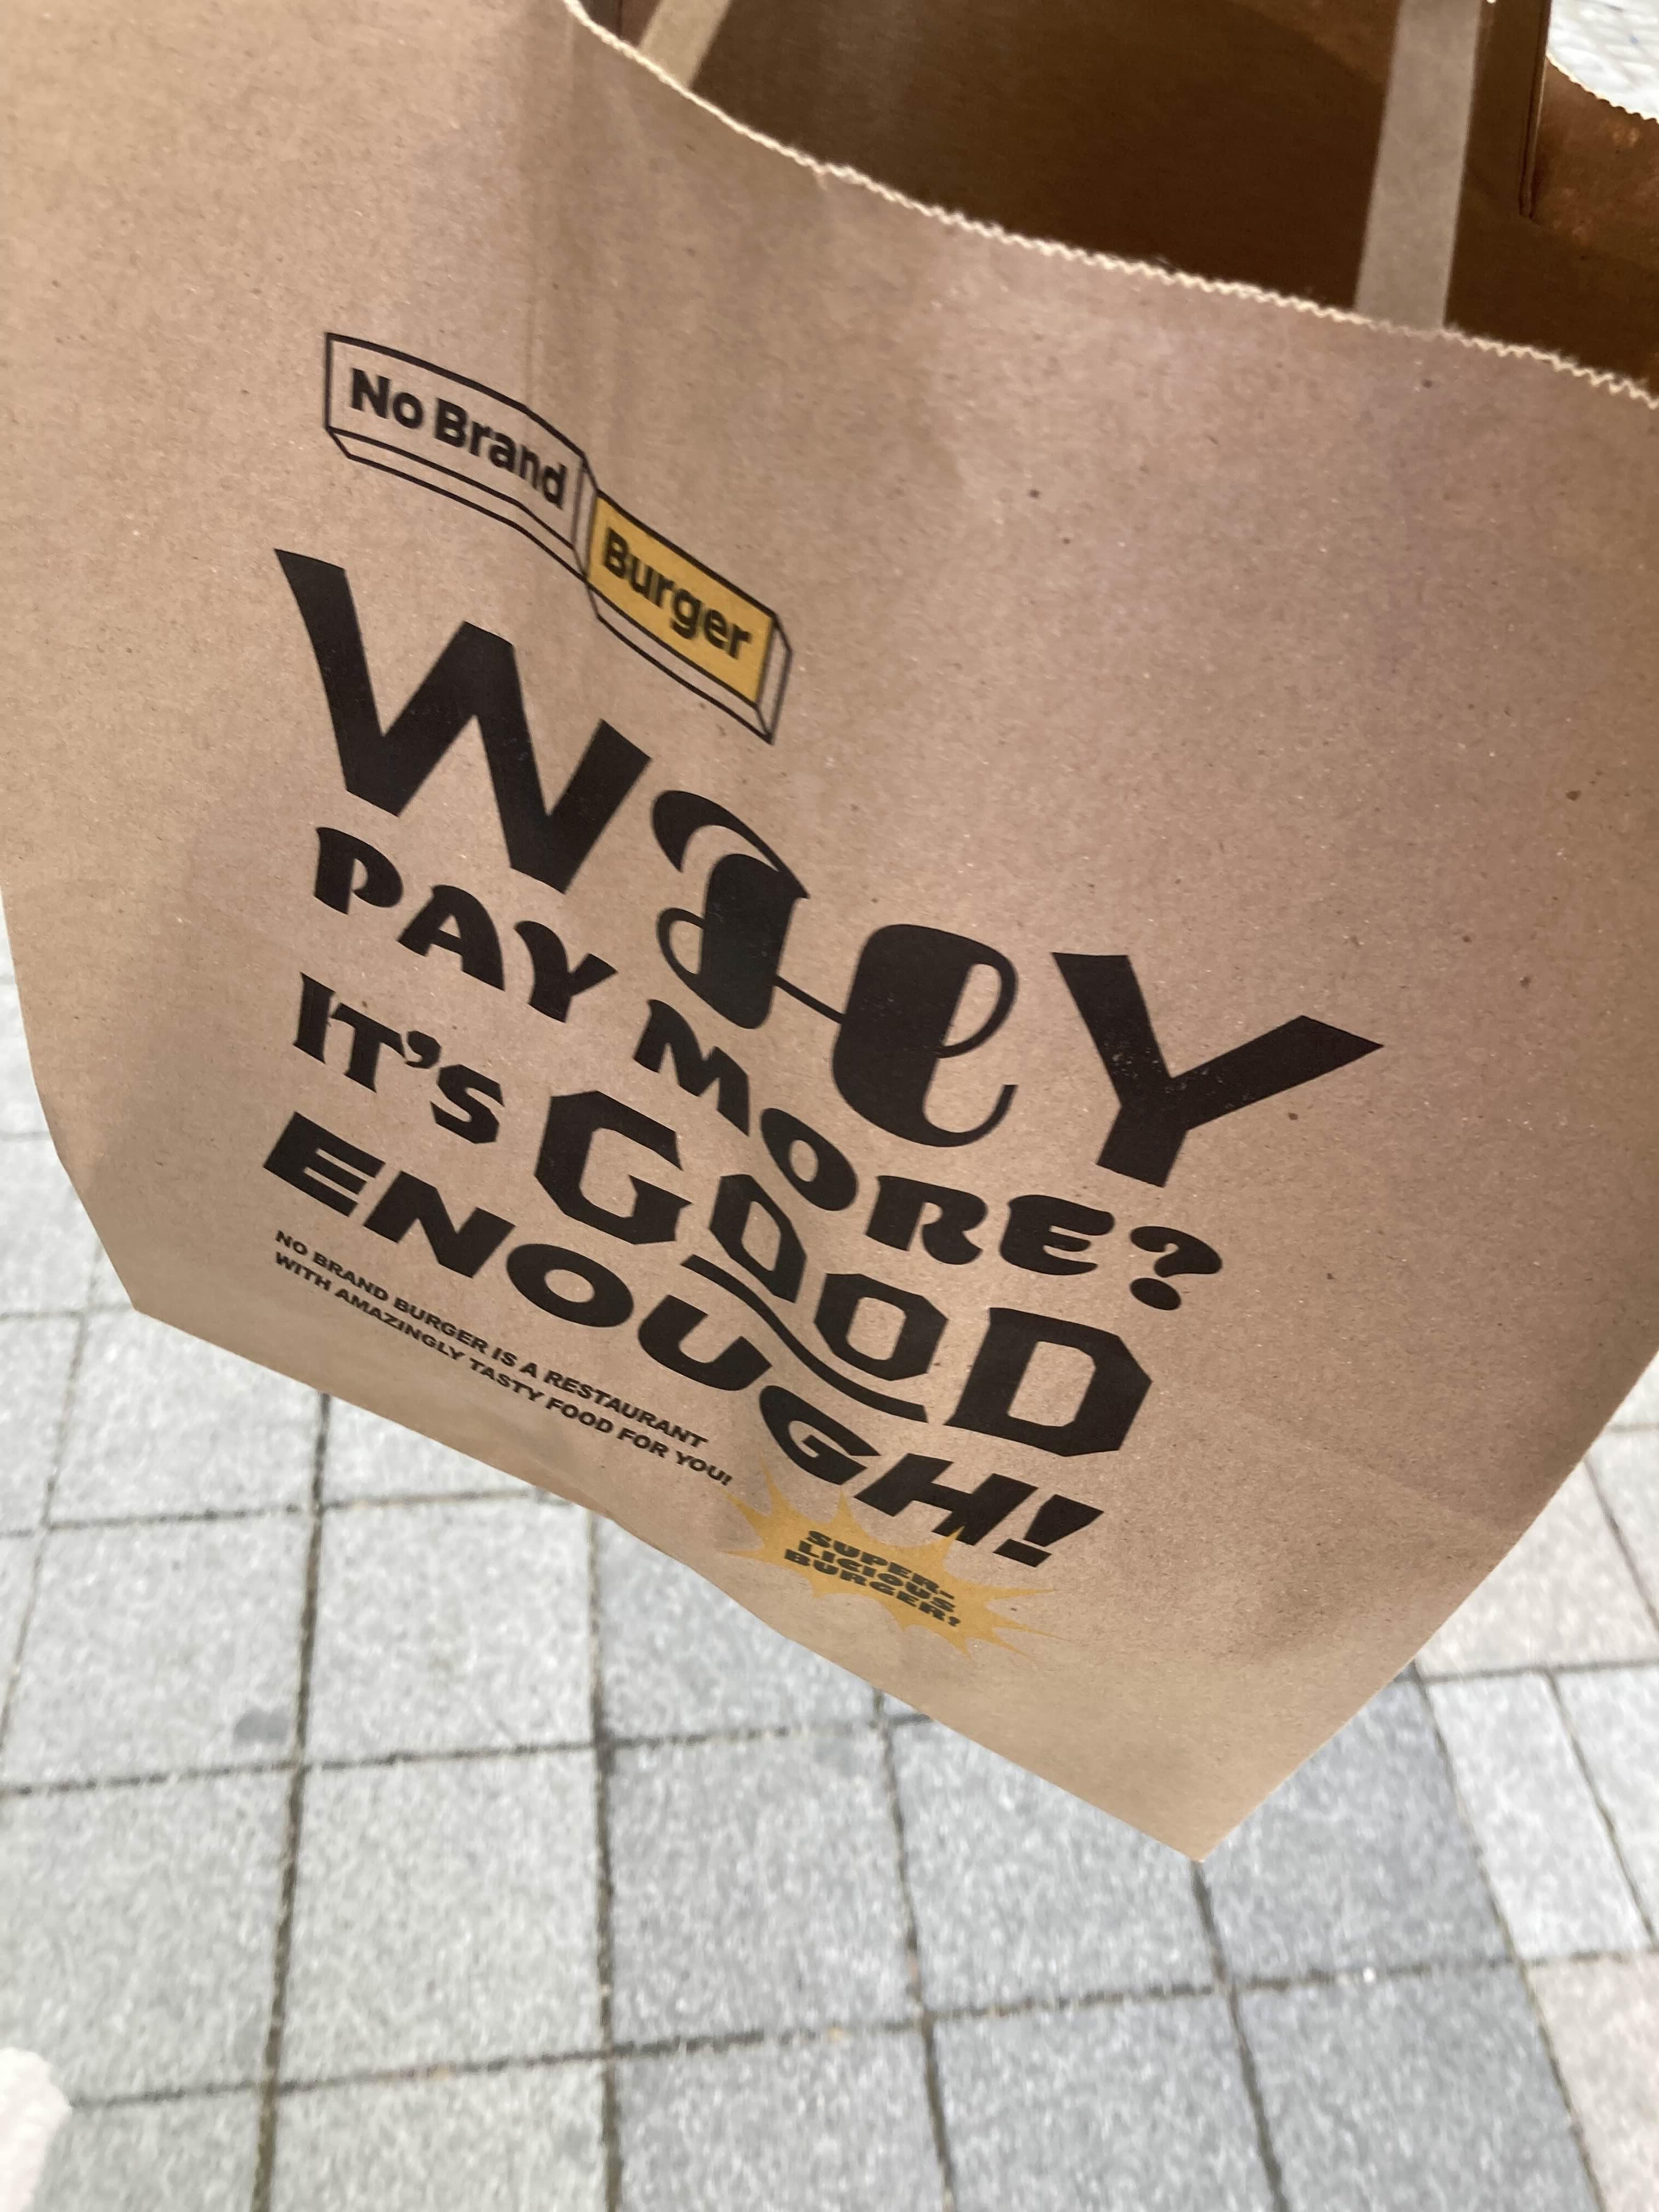 No Brand
Burger
WHY
PAY MORE?
IT'S GOOD
ENOUGH!
NO BRAND BURGER IS A RESTAURANT
WITH AMAZINGLY TASTY FOOD FOR YOU!
SUPER-
LICIOUS
BURGER?